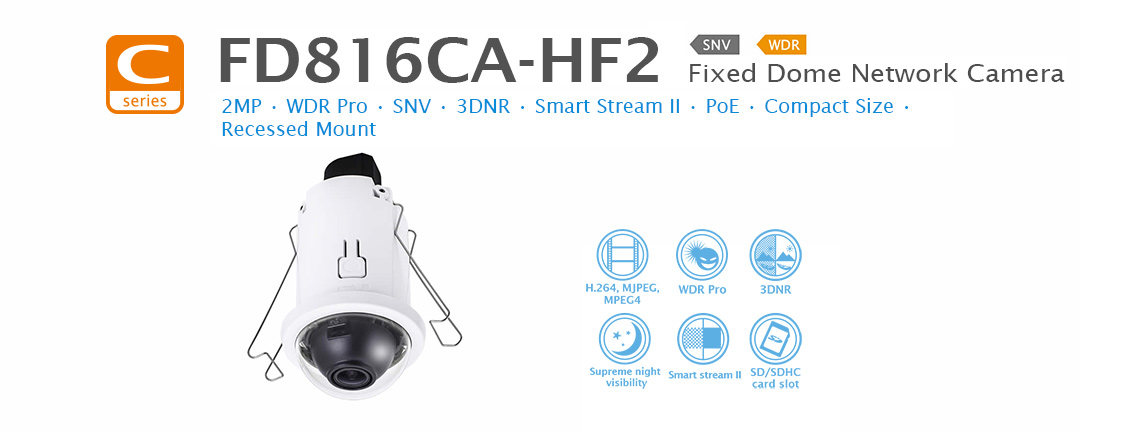 C
series
FD816CA-HF2
SNV
WDR
Fixed Dome Network Camera
2MP · WDR Pro · SNV · 3DNR · Smart Stream II · PoE · Compact Size ·
Recessed Mount
H.264, MJPEG,
MPEG4
WDR Pro
3DNR
Supreme night
visibility
Smart stream II
SD
SD/SDHC
card slot